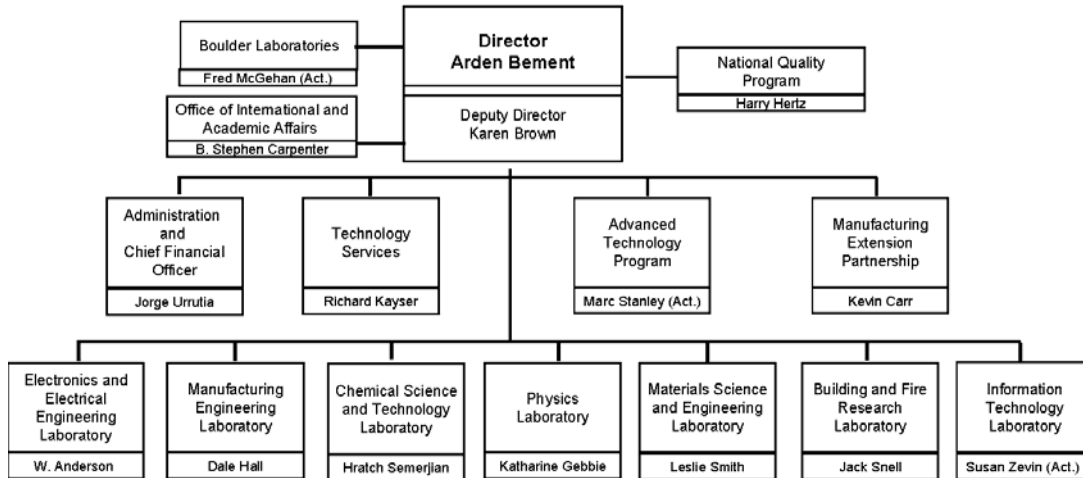 Boulder Laboratories
Fred McGehan (Act.)
Office of International and
Academic Affairs
B. Stephen Carpenter
Director
Arden Bement
Deputy Director
Karen Brown
National Quality
Program
Harry Hertz
Administration
and
Chief Financial
Officer
Jorge Urrutia
Technology
Services
Richard Kayser
Advanced
Technology
Program
Marc Stanley (Act.)
Manufacturing
Extension
Partnership
Kevin Carr
Electronics and
Electrical
Engineering
Laboratory
W. Anderson
Manufacturing
Engineering
Laboratory
Dale Hall
Chemical Science
and Technology
Laboratory
Hratch Semerjian
Physics
Laboratory
Katharine Gebbie
Materials Science
and Engineering
Laboratory
Leslie Smith
Building and Fire
Research
Laboratory
Jack Snell
Information
Technology
Laboratory
Susan Zevin (Act.)